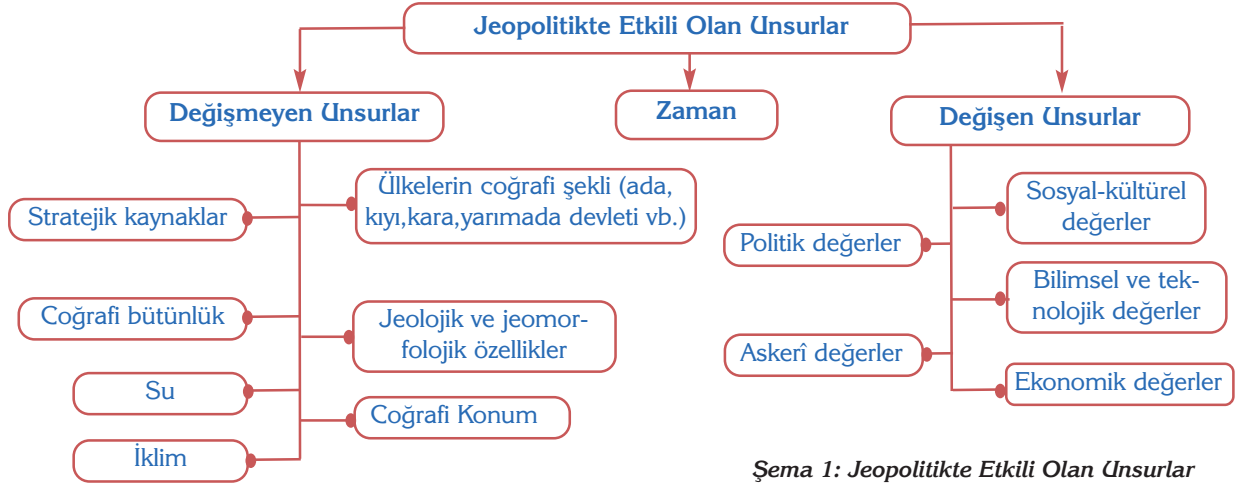 Jeopolitikte Etkili Olan Unsurlar
Değişmeyen Unsurlar
Zaman
Değişen Unsurlar
Stratejik kaynaklar
Ülkelerin coğrafi şekli (ada,
kıyı,kara,yarımada devleti vb.)
Coğrafi bütünlük
Jeolojik ve jeomor-
folojik özellikler
Su
Coğrafi Konum
İklim
Sosyal-kültürel
değerler
Politik değerler
Bilimsel ve tek-
nolojik değerler
Askerî değerler
Ekonomik değerler
Şema 1: Jeopolitikte Etkili Olan Unsurlar